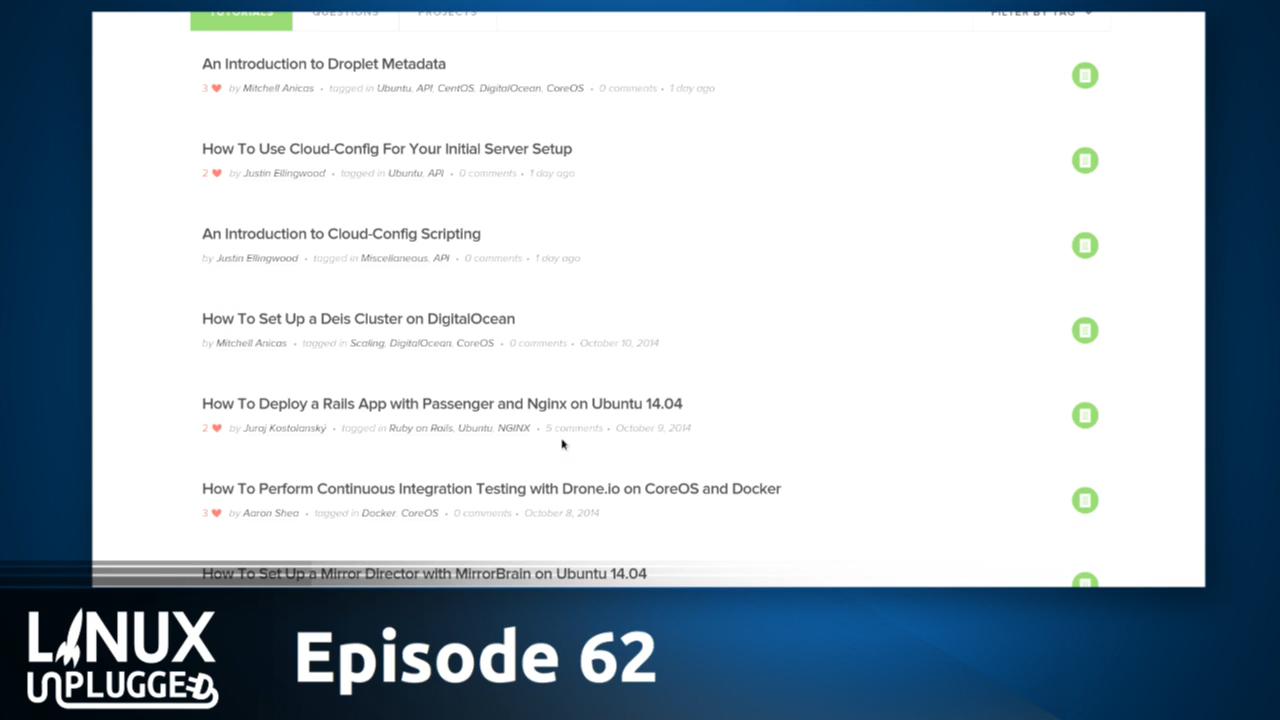 TUTORIALS QUESTIONS PROJECTS FILTER BY TAG
An Introduction to Droplet Metadata
3 by Mitchell Anicas • tagged in Ubuntu, API, CentOS, DigitalOcean, CoreOS • 0 comments • 1 day ago
How To Use Cloud-Config For Your Initial Server Setup
2 by Justin Ellingwood • tagged in Ubuntu, API • 0 comments • 1 day ago
An Introduction to Cloud-Config Scripting
by Justin Ellingwood • tagged in Miscellaneous, API • 0 comments • 1 day ago
How To Set Up a Deis Cluster on DigitalOcean
by Mitchell Anicas • tagged in Scaling, DigitalOcean, CoreOS • 0 comments • October 10, 2014
How To Deploy a Rails App with Passenger and Nginx on Ubuntu 14.04
2 by Juraj Kostolanský • tagged in Ruby on Rails, Ubuntu, NGINX • 5 comments • October 9, 2014
How To Perform Continuous Integration Testing with Drone.io on CoreOS and Docker
3 by Aaron Shea • tagged in Docker, CoreOS • 0 comments • October 8, 2014
How To Set Up a Mirror Director with MirrorBrain on Ubuntu 14.04
LINUX
UNPLUGGED
Episode 62